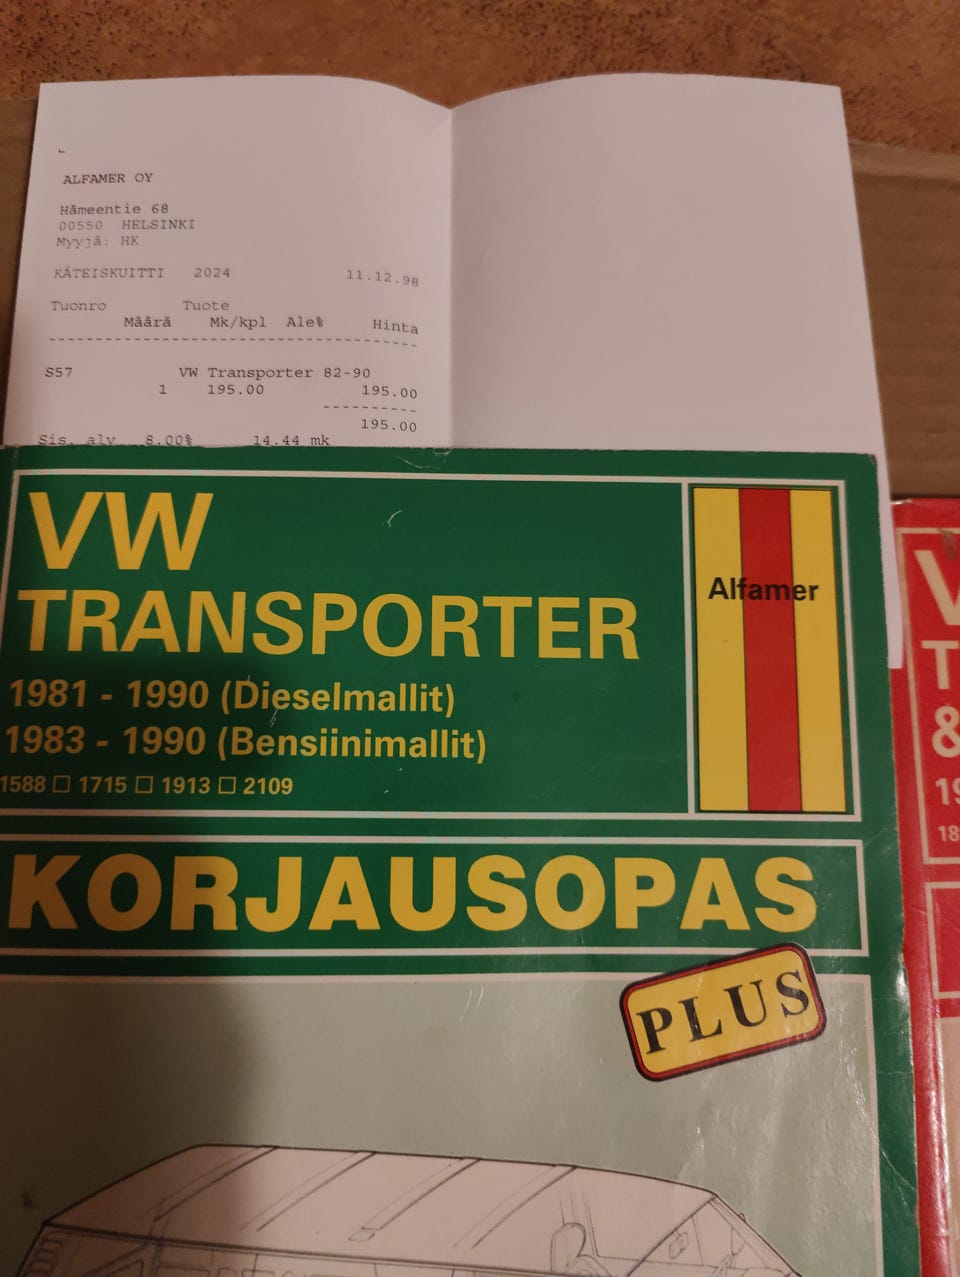 ALFAMER OY
Hämeentie 68
00550 HELSINKI
Myyjä: HK
KÄTEISKUITTI 2024 11.12.98
Tuonro Tuote
Määrä Mk/kpl Ale% Hinta
S57 VW Transporter 82-90
1 195.00 195.00
195.00
Sis. alv 8.00% 14.44 mk
VW
TRANSPORTER
1981 - 1990 (Dieselmallit)
1983 - 1990 (Bensiinimallit)
1588 □ 1715 □ 1913 □ 2109
Alfamer
KORJAUSOPAS
PLUS
V
T
&
19
18